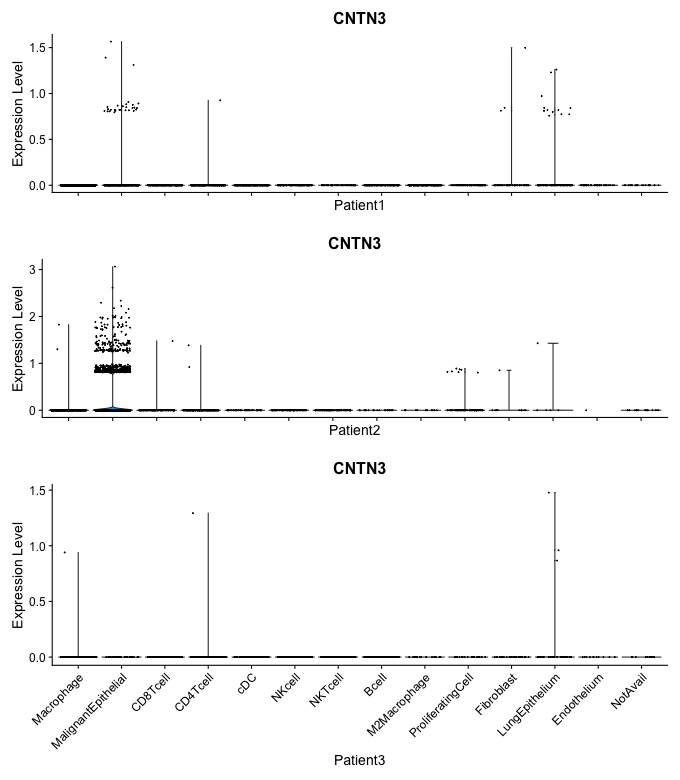 CNTN3
Expression Level
1.5
1.0
0.5
0.0
Patient1
CNTN3
Expression Level
3
2
1
0
Patient2
CNTN3
Expression Level
1.5
1.0
0.5
0.0
Macrophage
MalignantEpithelial
CD8Tcell
CD4Tcell
cDC
NKcell
NKTcell
Bcell
M2Macrophage
ProliferatingCell
Fibroblast
LungEpithelium
Endothelium
NotAvail
Patient3